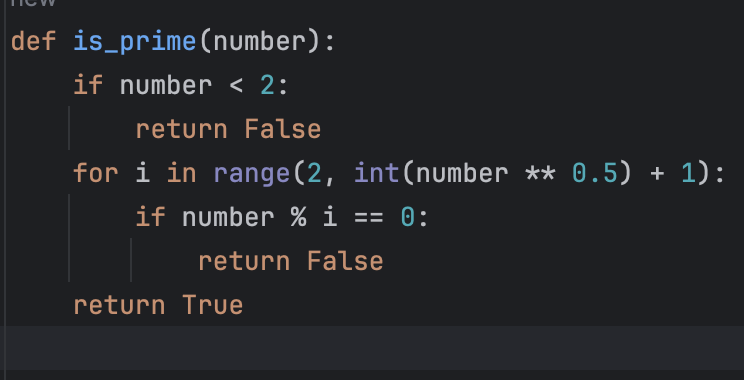 new
def is_prime(number):
    if number < 2:
        return False
    for i in range(2, int(number ** 0.5) + 1):
        if number % i == 0:
            return False
    return True